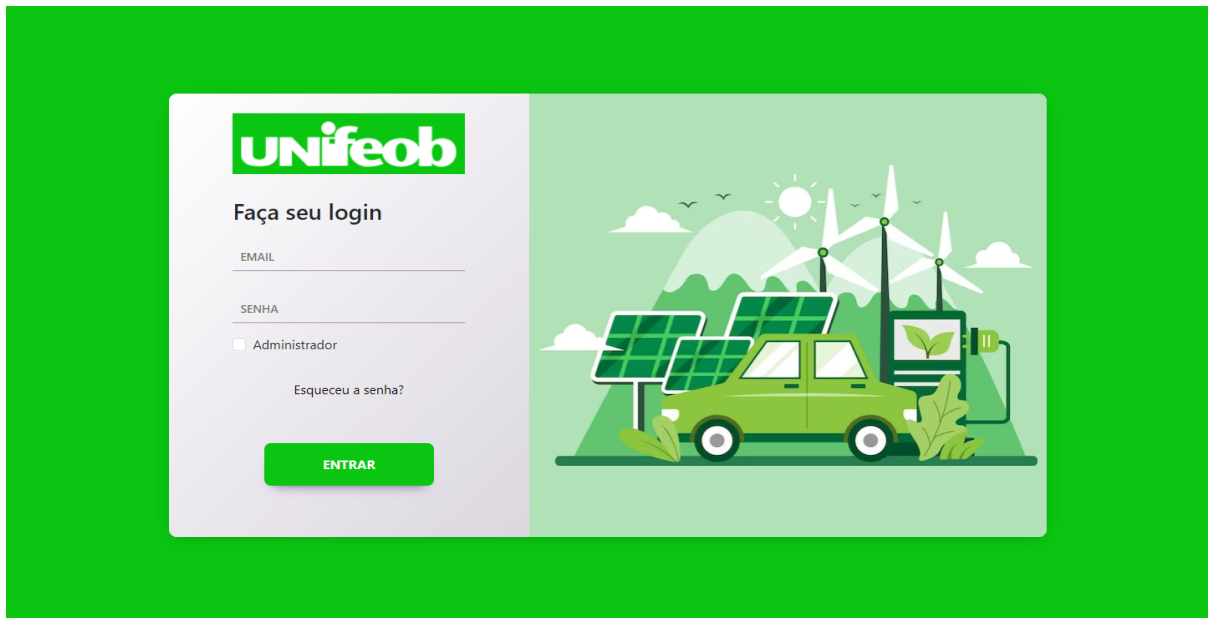 UNifeob
Faça seu login
EMAIL
SENHA
Administrador
Esqueceu a senha?
ENTRAR